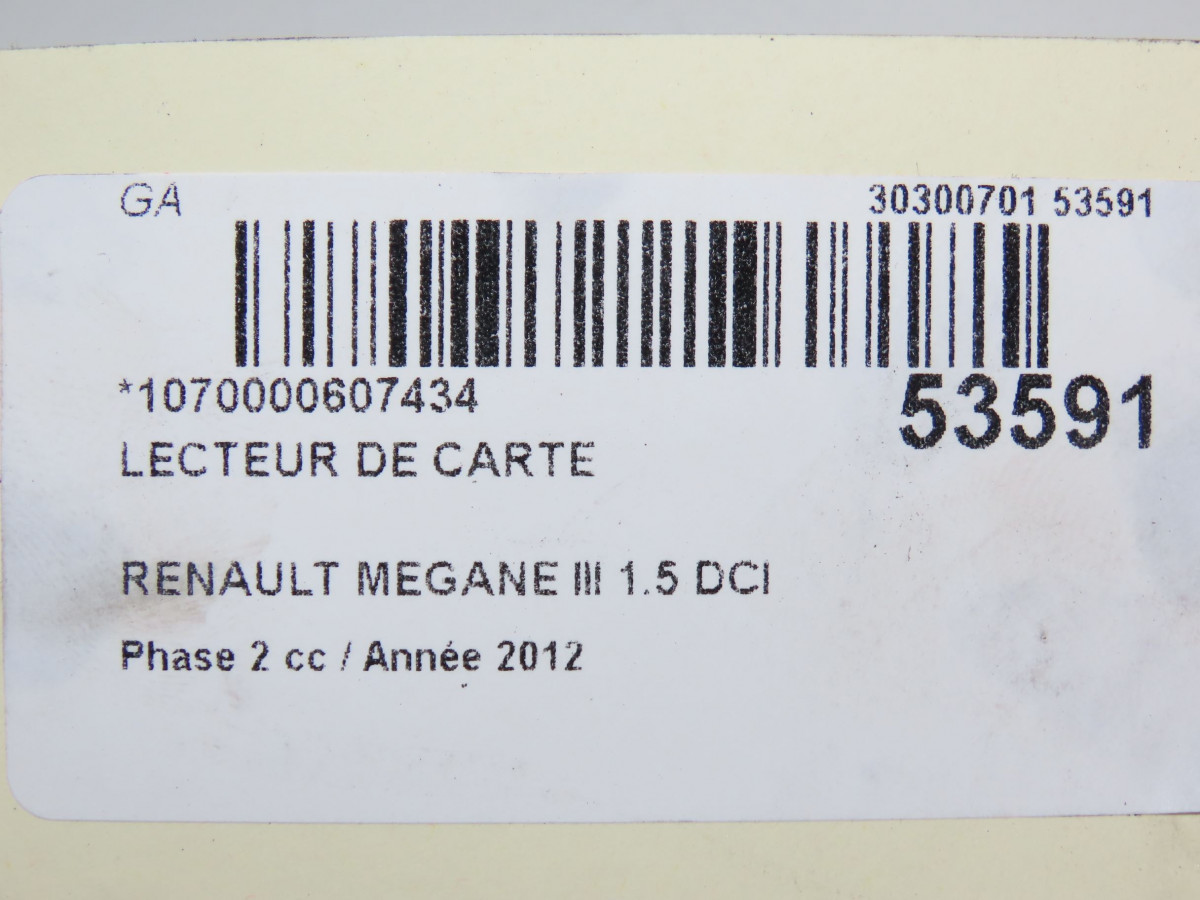 GA 30300701 53591
*1070000607434 53591
LECTEUR DE CARTE
RENAULT MEGANE III 1.5 DCI
Phase 2 cc / Année 2012